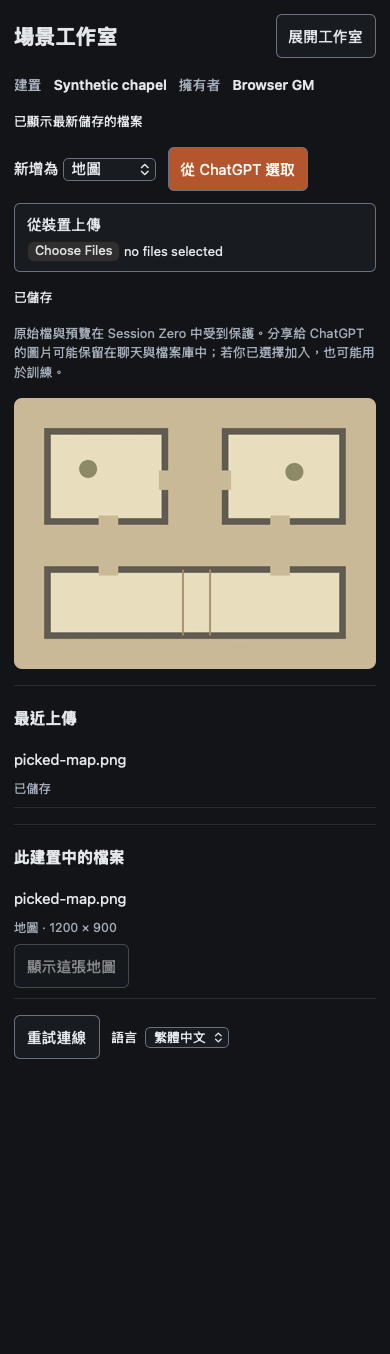 場景工作室
展開工作室
建置 Synthetic chapel 擁有者 Browser GM
已顯示最新儲存的檔案
新增為 地圖 從 ChatGPT 選取
從裝置上傳
Choose Files no files selected
已儲存
原始檔與預覽在 Session Zero 中受到保護。分享給 ChatGPT
的圖片可能保留在聊天與檔案庫中；若你已選擇加入，也可能用
於訓練。
最近上傳
picked-map.png
已儲存
此建置中的檔案
picked-map.png
地圖 · 1200 × 900
顯示這張地圖
重試連線 語言 繁體中文